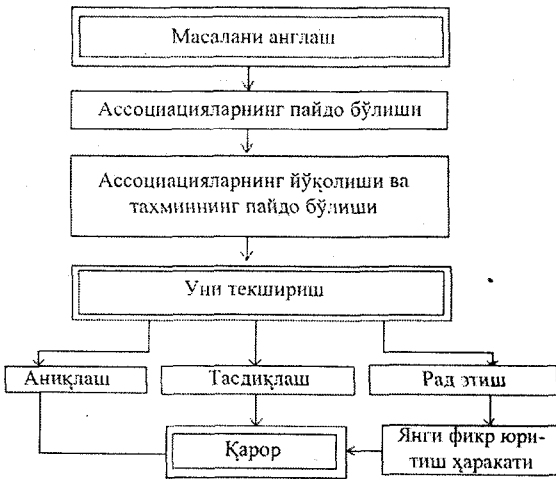 Масалани англаш
Ассоциацияларнинг пайдо бўлиши
Ассоциацияларнинг йўқолиши ва
тахминнинг пайдо бўлиши
Уни текшириш
Аниқлаш
Тасдиқлаш
Рад этиш
Қарор
Янги фикр юри-
тиш ҳаракати